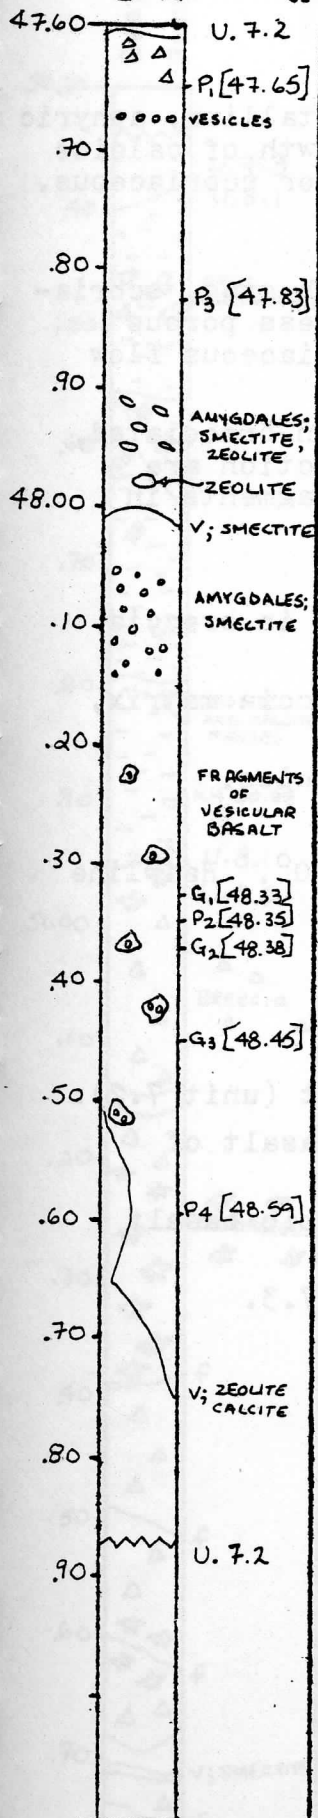 47.60
U. 7.2
P₁ [47.65]
VESICLES
.70
.80
P₃ [47.83]
.90
AMYGDALES;
SMECTITE,
ZEOLITE
ZEOLITE
48.00
V; SMECTITE
AMYGDALES;
.10
SMECTITE
.20
FRAGMENTS
OF
VESICULAR
BASALT
.30
G₁ [48.33]
P₂ [48.35]
G₂ [48.38]
.40
G₃ [48.45]
.50
P₄ [48.59]
.60
.70
V; ZEOLITE
CALCITE
.80
U. 7.2
.90